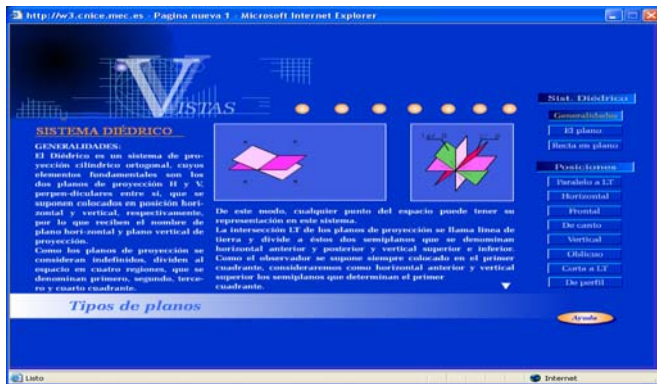 http://w3.cnice.mec.es - Pagina nueva 1 - Microsoft Internet Explorer
VISTAS
SISTEMA DIÉDRICO
GENERALIDADES:
El Diédrico es un sistema de pro-
yección cilíndrico ortogonal, cuyos
elementos fundamentales son los
dos planos de proyección H y V,
perpen-diculares entre sí, que se
suponen colocados en posición hori-
zontal y vertical, respectivamente,
por lo que reciben el nombre de
plano hori-zontal y plano vertical de
proyección.
Como los planos de proyección se
consideran indefinidos, dividen al
espacio en cuatro regiones, que se
denominan primero, segundo, terce-
ro y cuarto cuadrante.
De este modo, cualquier punto del espacio puede tener su
representación en este sistema.
La intersección LT de los planos de proyección se llama línea de
tierra y divide a éstos dos semiplanos que se denominan
horizontal anterior y posterior y vertical superior e inferior.
Como el observador se supone siempre colocado en el primer
cuadrante, consideraremos como horizontal anterior y vertical
superior los semiplanos que determinan el primer
cuadrante.
Sist. Diédrico
Generalidades
El plano
Recta en plano
Posiciones
Paralelo a LT
Horizontal
Frontal
De canto
Vertical
Oblicuo
Corta a LT
De perfil
Tipos de planos
Ayuda
Listo
Internet